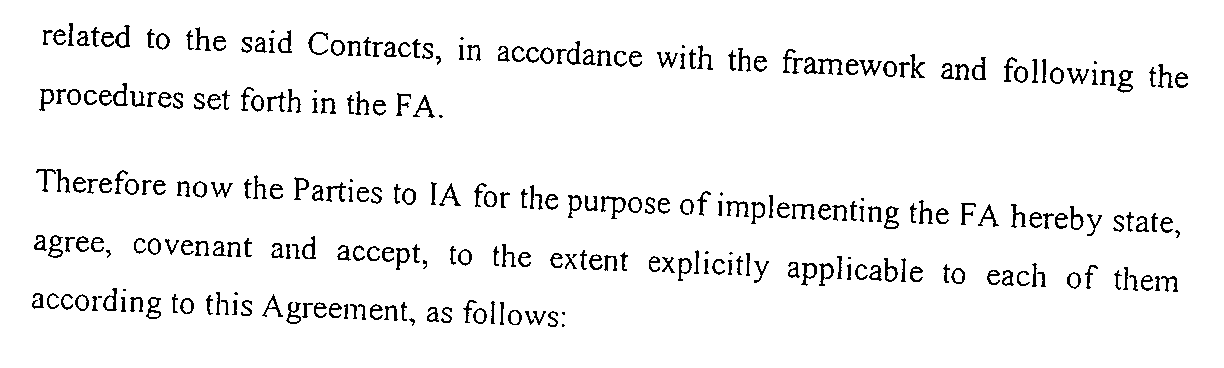 related to the said Contracts, in accordance with the framework and following the
procedures set forth in the FA.
Therefore now the Parties to IA for the purpose of implementing the FA hereby state,
agree, covenant and accept, to the extent explicitly applicable to each of them
according to this Agreement, as follows: